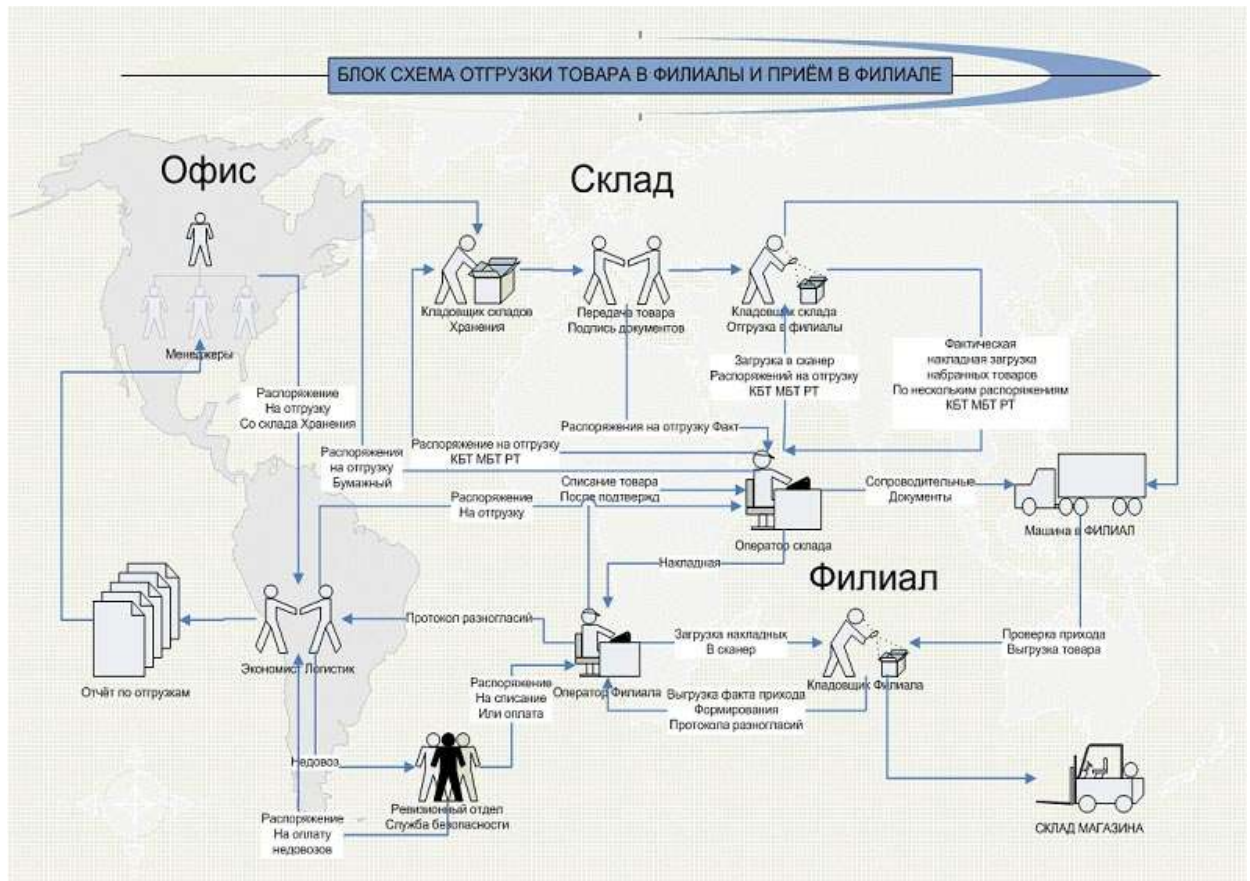 БЛОК СХЕМА ОТГРУЗКИ ТОВАРА В ФИЛИАЛЫ И ПРИЁМ В ФИЛИАЛЕ
Офис
Склад
Кладовщик складов
Хранения
Передача товара
Подпись документов
Кладовщик склада
Отгрузка в филиалы
Менеджеры
Загрузка в сканер
Распоряжений на отгрузку
КБТ МБТ РТ
Фактическая
накладная загрузка
набранных товаров
По нескольким распоряжениям
КБТ МБТ РТ
Распоряжение
На отгрузку
Со склада Хранения
Распоряжения на отгрузку Факт
Распоряжение на отгрузку
КБТ МБТ РТ
Распоряжения
на отгрузку
Бумажный
Списание товара
После подтвержд
Распоряжение
На отгрузку
Сопроводительные
Документы
Машина в ФИЛИАЛ
Оператор склада
Накладная
Филиал
Протокол разногласий
Загрузка накладных
В сканер
Проверка прихода
Выгрузка товара
Экономист Логистик
Отчёт по отгрузкам
Распоряжение
На списание
Или оплата
Оператор Филиала
Выгрузка факта прихода
Формирования
Протокола разногласий
Кладовщик Филиала
Недовоз
Ревизионный отдел
Служба безопасности
Распоряжение
На оплату
недовозов
СКЛАД МАГАЗИНА